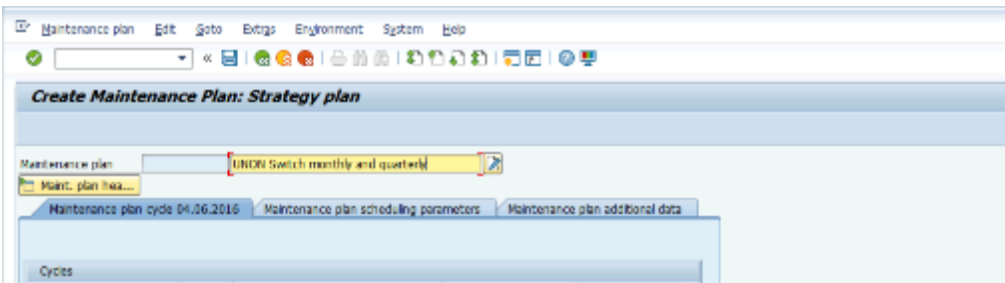 Maintenance plan Edit Goto Extras Environment System Help
Create Maintenance Plan: Strategy plan
Maintenance plan UNON Switch monthly and quarterly
Maint. plan hea...
Maintenance plan cycle 04.06.2016 Maintenance plan scheduling parameters Maintenance plan additional data
Cycles